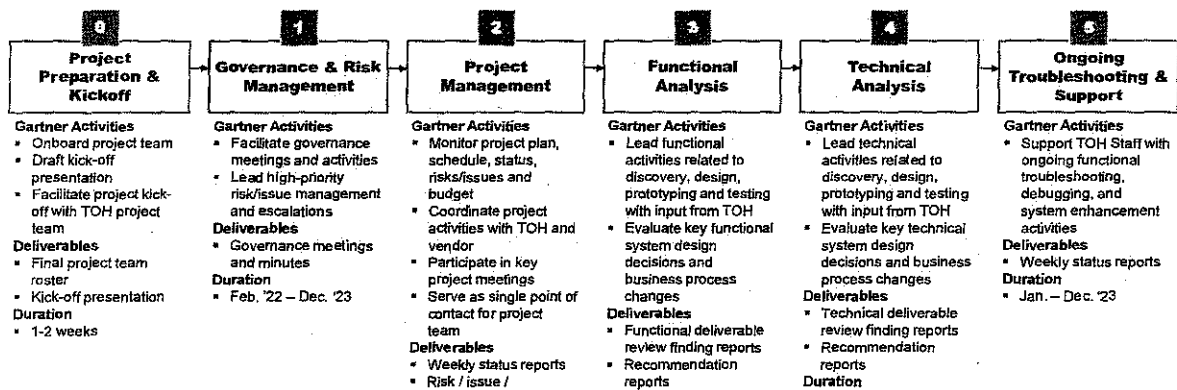 0
Project
Preparation &
Kickoff
Gartner Activities
▪ Onboard project team
▪ Draft kick-off
presentation
▪ Facilitate project kick-
off with TOH project
team
Deliverables
▪ Final project team
roster
▪ Kick-off presentation
Duration
▪ 1-2 weeks
1
Governance & Risk
Management
Gartner Activities
▪ Facilitate governance
meetings and activities
▪ Lead high-priority
risk/issue management
and escalations
Deliverables
▪ Governance meetings
and minutes
Duration
▪ Feb. '22 – Dec. '23
2
Project
Management
Gartner Activities
▪ Monitor project plan,
schedule, status,
risks/issues and
budget
▪ Coordinate project
activities with TOH and
vendor
▪ Participate in key
project meetings
▪ Serve as single point of
contact for project
team
Deliverables
▪ Weekly status reports
▪ Risk / issue /
3
Functional
Analysis
Gartner Activities
▪ Lead functional
activities related to
discovery, design,
prototyping and testing
with input from TOH
▪ Evaluate key functional
system design
decisions and
business process
changes
Deliverables
▪ Functional deliverable
review finding reports
▪ Recommendation
reports
4
Technical
Analysis
Gartner Activities
▪ Lead technical
activities related to
discovery, design,
prototyping and testing
with input from TOH
▪ Evaluate key technical
system design
decisions and business
process changes
Deliverables
▪ Technical deliverable
review finding reports
▪ Recommendation
reports
Duration
5
Ongoing
Troubleshooting &
Support
Gartner Activities
▪ Support TOH Staff with
ongoing functional
troubleshooting,
debugging, and
system enhancement
activities
Deliverables
▪ Weekly status reports
Duration
▪ Jan. – Dec. '23